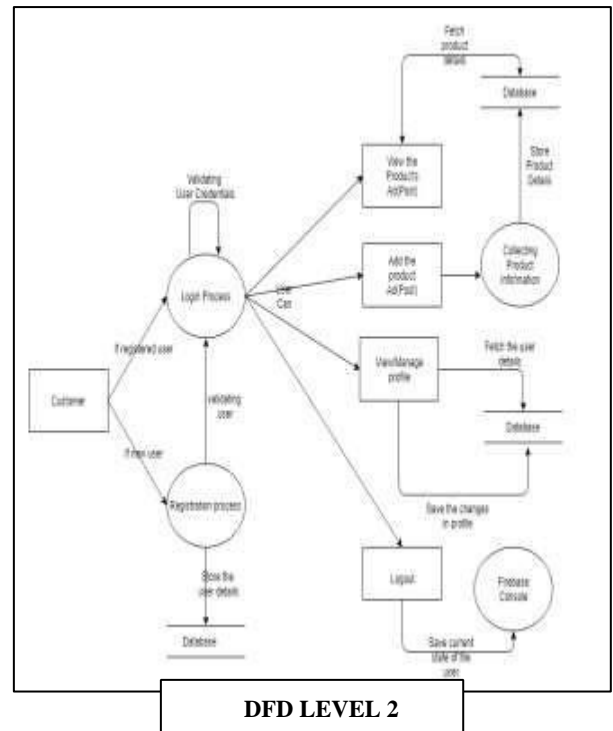 Fetch
product
details
Database
View the
Product's
Ad(Post)
Store
Product
Details
Validating
User Credentials
Login Process
User
Can
Add the
product
Ad(Post)
Collecting
Product
Information
If registered user
Customer
validating
user
View/Manage
profile
Fetch the user
details
Database
If new user
Registration process
Save the changes
in profile
Store the
user details
Database
Logout
Firebase
Console
Save current
state of the
user
DFD LEVEL 2